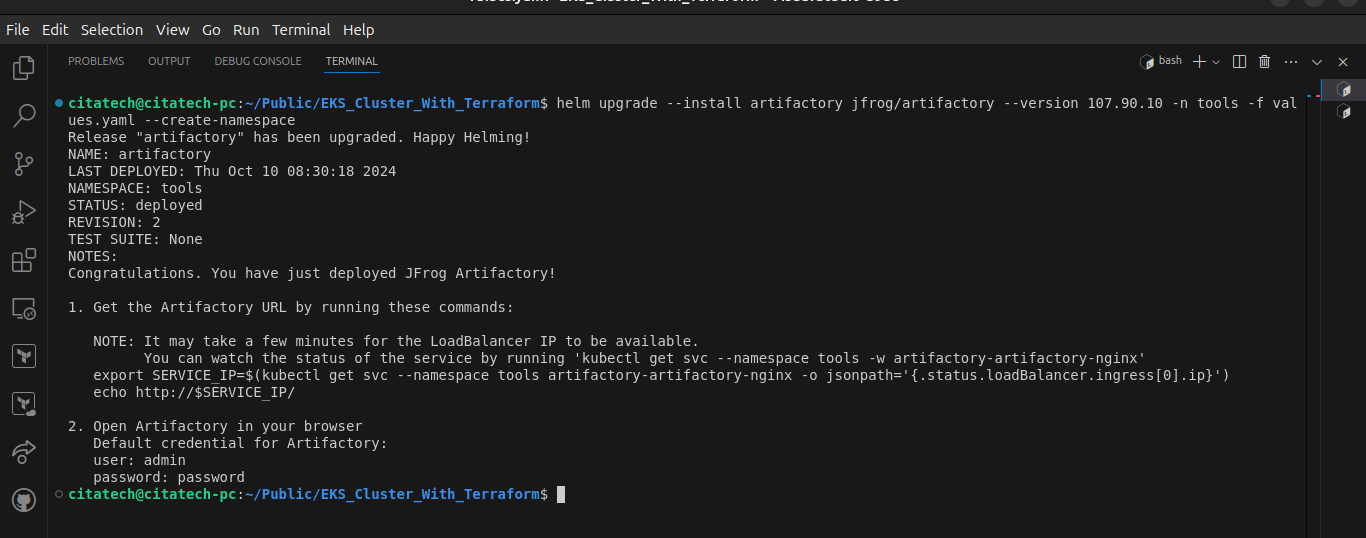 File Edit Selection View Go Run Terminal Help
PROBLEMS OUTPUT DEBUG CONSOLE TERMINAL
bash
citatech@citatech-pc:~/Public/EKS_Cluster_With_Terraform$ helm upgrade --install artifactory jfrog/artifactory --version 107.90.10 -n tools -f val
ues.yaml --create-namespace
Release "artifactory" has been upgraded. Happy Helming!
NAME: artifactory
LAST DEPLOYED: Thu Oct 10 08:30:18 2024
NAMESPACE: tools
STATUS: deployed
REVISION: 2
TEST SUITE: None
NOTES:
Congratulations. You have just deployed JFrog Artifactory!
1. Get the Artifactory URL by running these commands:
NOTE: It may take a few minutes for the LoadBalancer IP to be available.
You can watch the status of the service by running 'kubectl get svc --namespace tools -w artifactory-artifactory-nginx'
export SERVICE_IP=$(kubectl get svc --namespace tools artifactory-artifactory-nginx -o jsonpath='{.status.loadBalancer.ingress[0].ip}')
echo http://$SERVICE_IP/
2. Open Artifactory in your browser
Default credential for Artifactory:
user: admin
password: password
citatech@citatech-pc:~/Public/EKS_Cluster_With_Terraform$